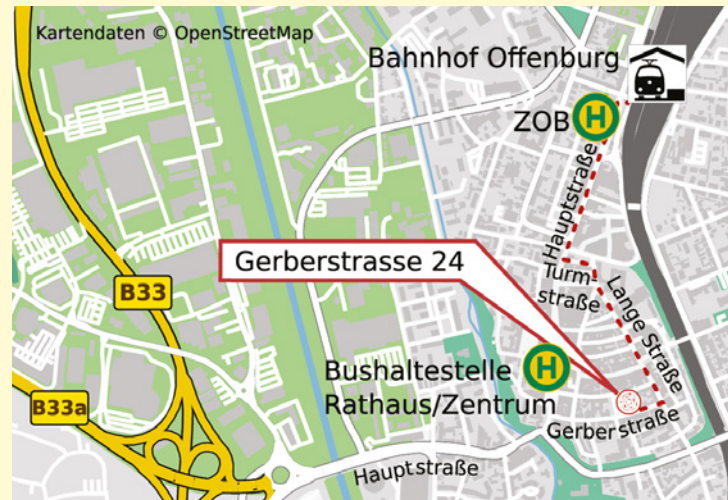 Kartendaten © OpenStreetMap
Bahnhof Offenburg
ZOB H
Hauptstraße
Gerberstrasse 24
Turm-
straße
Lange Straße
B33
Bushaltestelle H
Rathaus/Zentrum
B33a
Gerberstraße
Hauptstraße